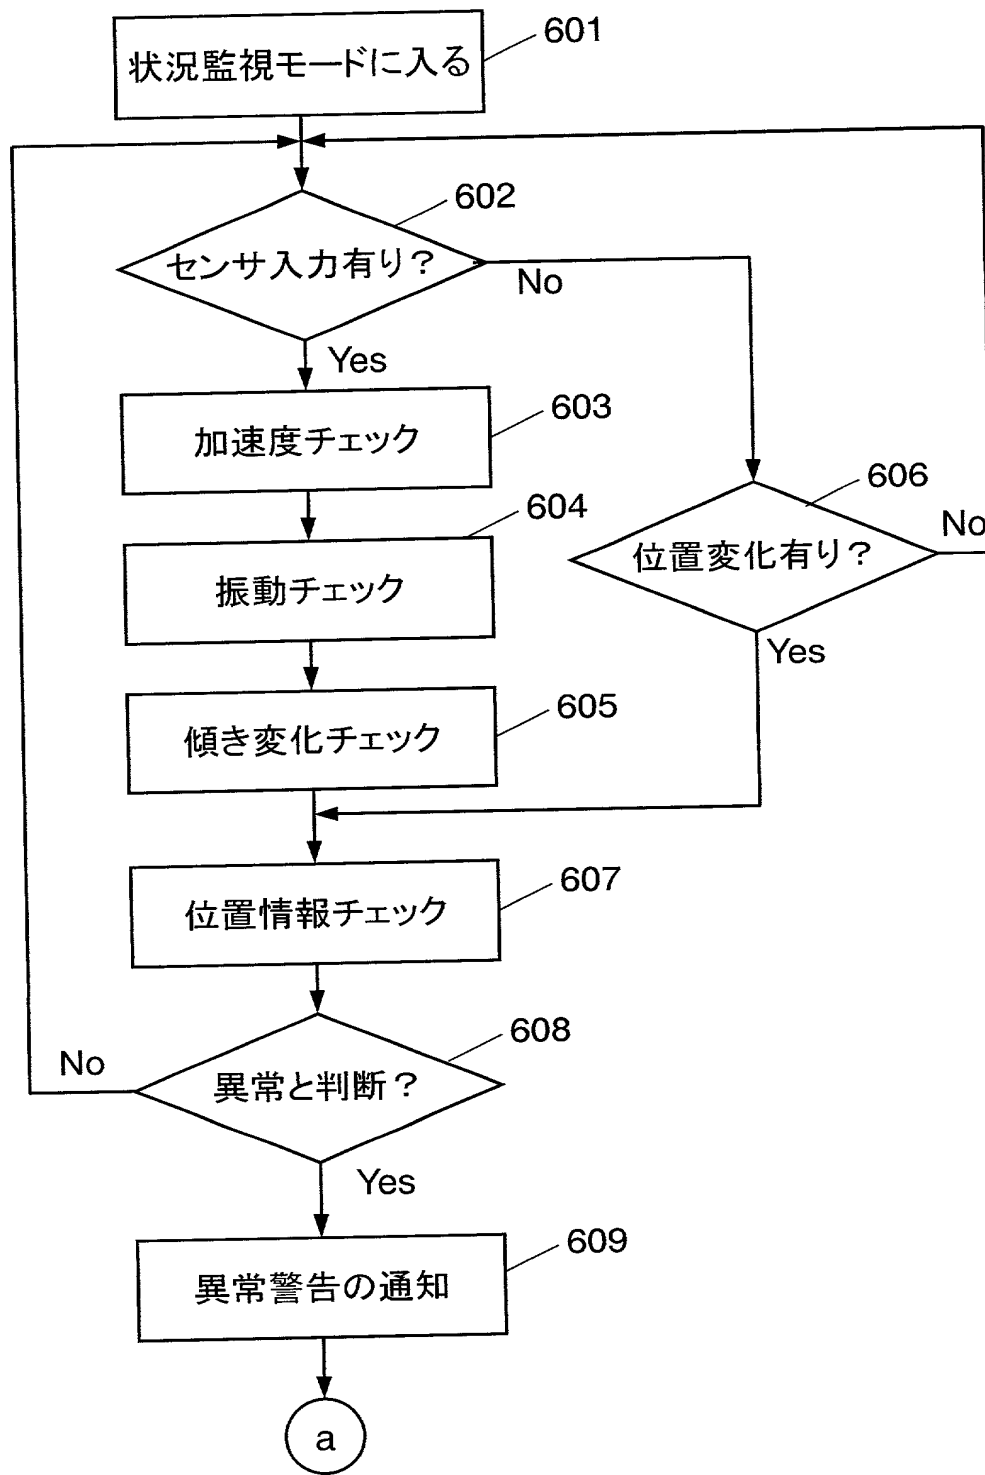 601
状況監視モードに入る
602
センサ入力有り？
No
Yes
603
加速度チェック
604
606
位置変化有り？
No
振動チェック
Yes
605
傾き変化チェック
607
位置情報チェック
608
異常と判断？
No
Yes
609
異常警告の通知
a